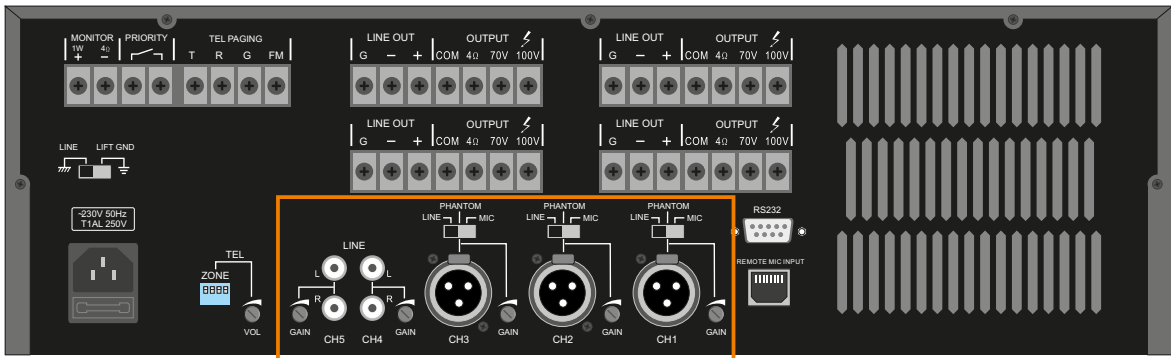 MONITOR PRIORITY TEL PAGING
1W 4Ω
+ − T R G FM
LINE OUT OUTPUT
G − + COM 4Ω 70V 100V
LINE OUT OUTPUT
G − + COM 4Ω 70V 100V
LINE OUT OUTPUT
G − + COM 4Ω 70V 100V
LINE OUT OUTPUT
G − + COM 4Ω 70V 100V
LINE LIFT GND
~230V 50Hz
T1AL 250V
TEL
ZONE
VOL
LINE
L L
R R
GAIN GAIN
CH5 CH4
PHANTOM
LINE MIC
GAIN
CH3
PHANTOM
LINE MIC
GAIN
CH2
PHANTOM
LINE MIC
GAIN
CH1
RS232
REMOTE MIC INPUT